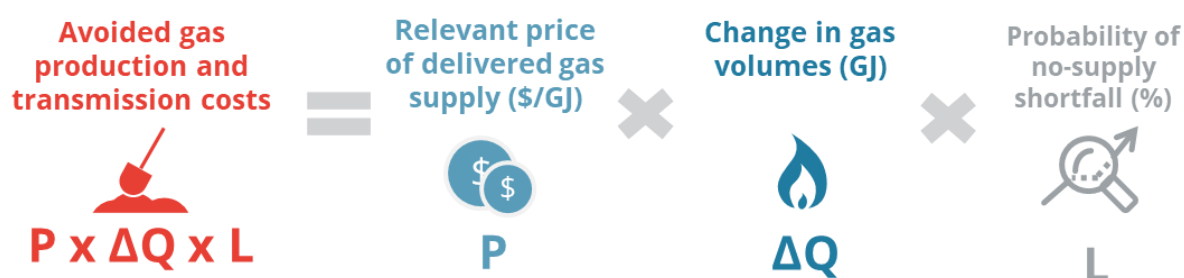 Avoided gas
production and
transmission costs
P x ΔQ x L
Relevant price
of delivered gas
supply ($/GJ)
$
$
P
Change in gas
volumes (GJ)
ΔQ
Probability of
no-supply
shortfall (%)
L